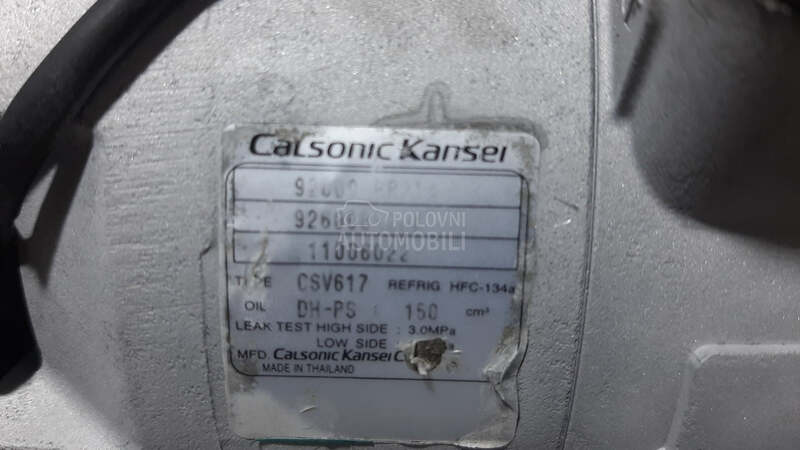 CALSONIC KANSEI
92600
POLOVNI
AUTOMOBILI
11006022
TYPE CSV617 REFRIG HFC-134a
OIL DH-PS 150 cm³
LEAK TEST HIGH SIDE : 3.0MPa
LOW SIDE :
MFD. CALSONIC KANSEI
MADE IN THAILAND